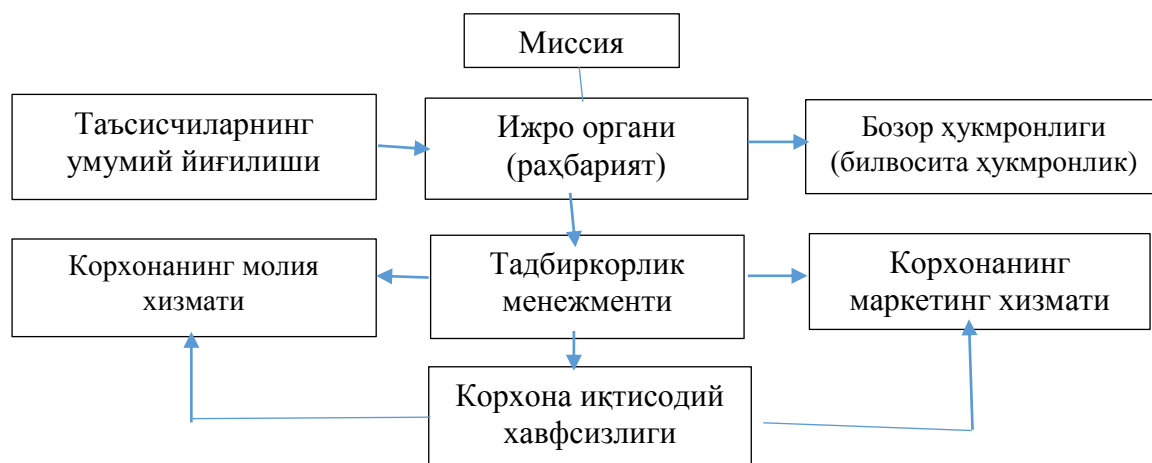 Миссия
Таъсисчиларнинг
умумий йиғилиши
Ижро органи
(раҳбарият)
Бозор ҳукмронлиги
(билвосита ҳукмронлик)
Корхонанинг молия
хизмати
Тадбиркорлик
менежменти
Корхонанинг
маркетинг хизмати
Корхона иқтисодий
хавфсизлиги